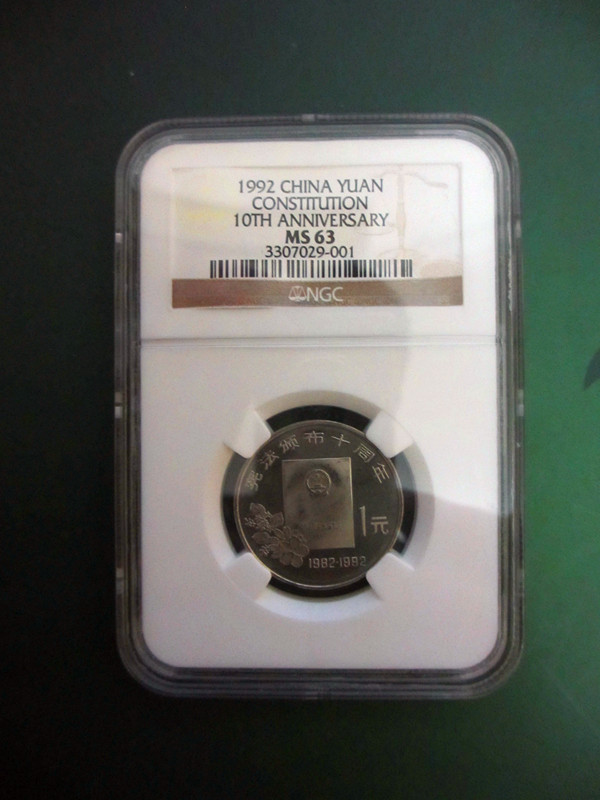 1992 CHINA YUAN
CONSTITUTION
10TH ANNIVERSARY
MS 63
3307029-001
NGC
宪法颁布十周年
1元
1982-1992